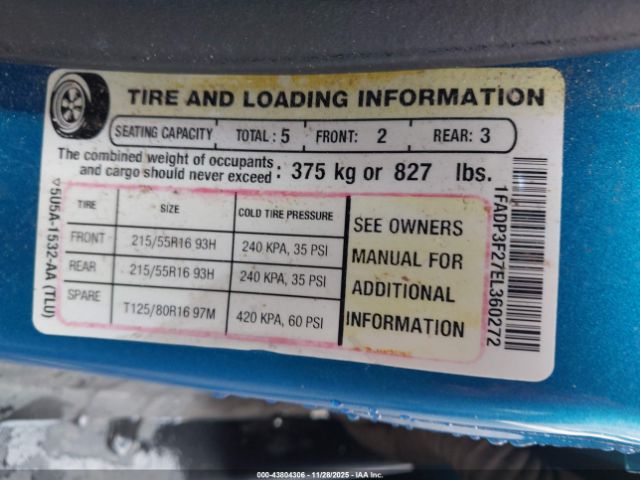 TIRE AND LOADING INFORMATION
SEATING CAPACITY TOTAL : 5 FRONT: 2 REAR: 3
The combined weight of occupants and cargo should never exceed : 375 kg or 827 lbs.
TIRE SIZE COLD TIRE PRESSURE
FRONT 215/55R16 93H 240 KPA, 35 PSI
REAR 215/55R16 93H 240 KPA, 35 PSI
SPARE T125/80R16 97M 420 KPA, 60 PSI
SEE OWNERS
MANUAL FOR
ADDITIONAL
INFORMATION
5U5A-1532-AA (TLU)
1FADP3F27EL360272
000-43804306 - 11/28/2025 - IAA Inc.